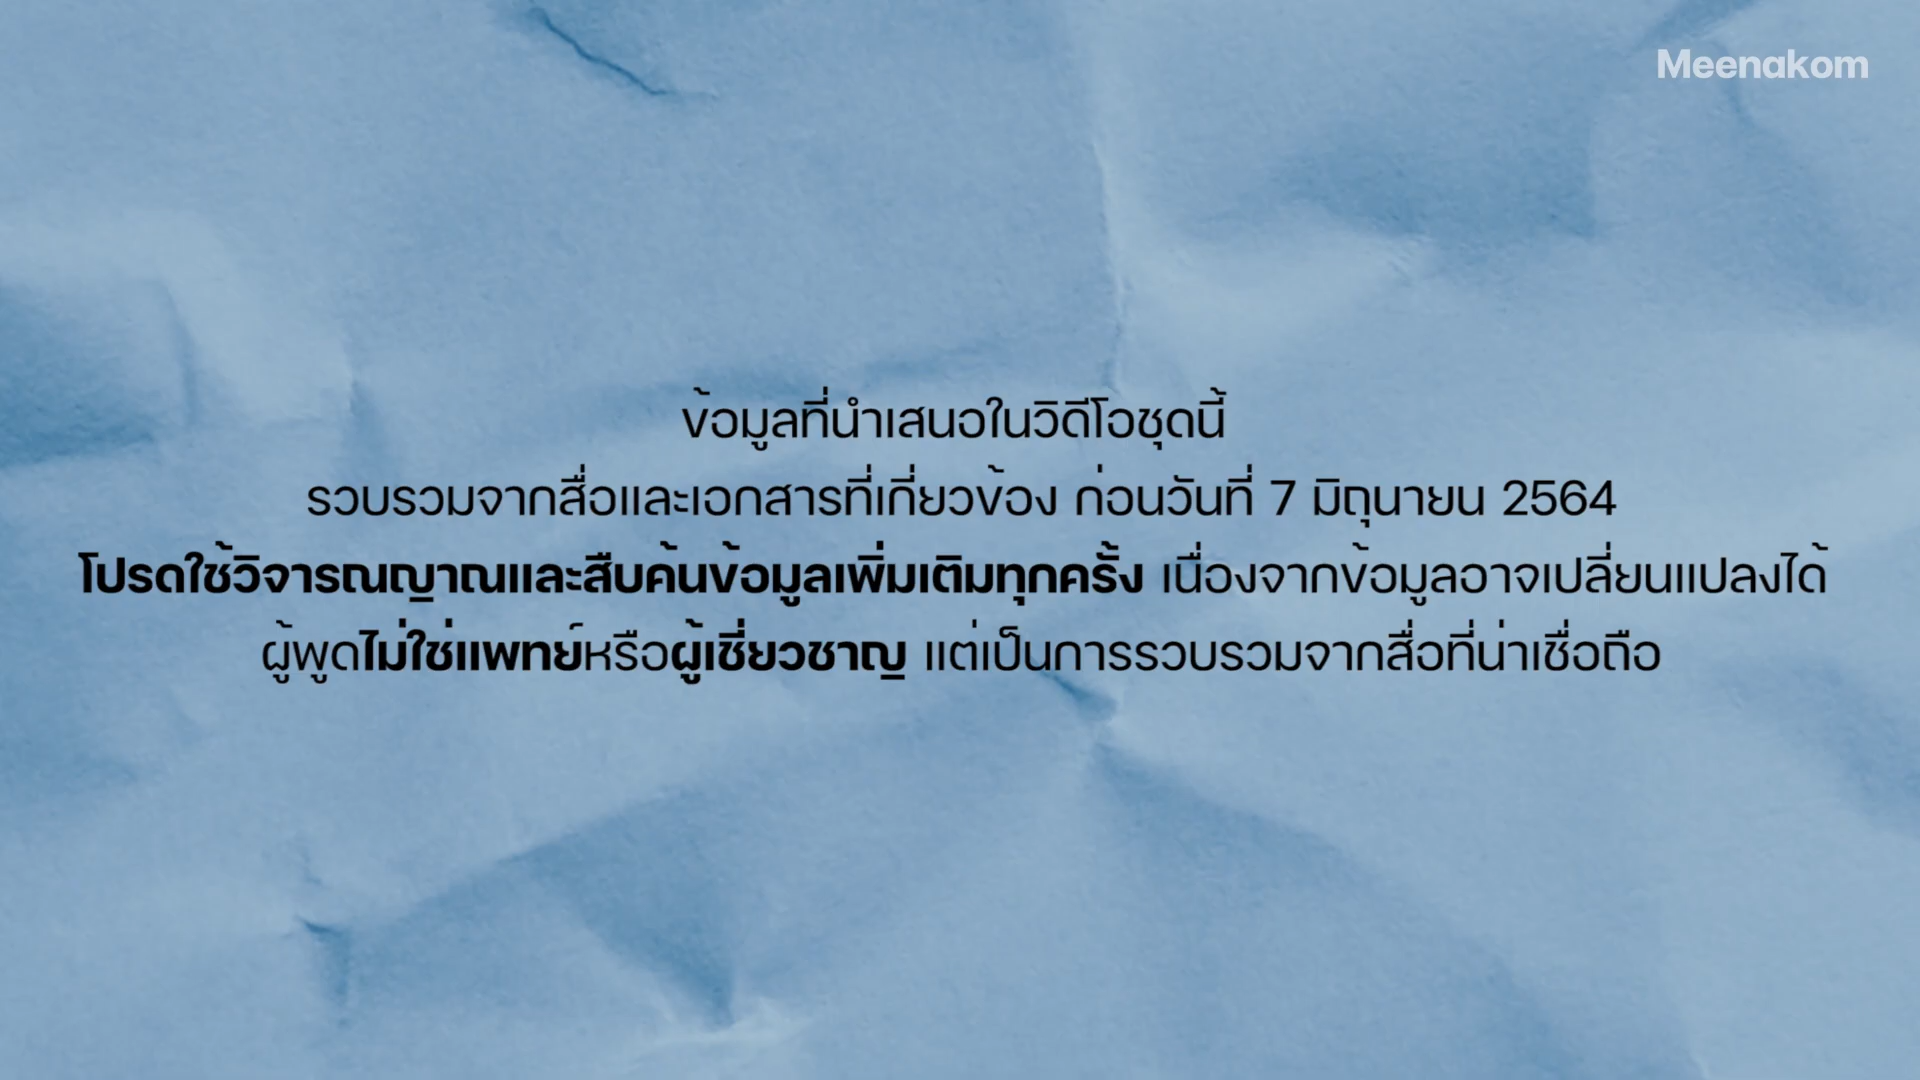 Meenakom
ข้อมูลที่นำเสนอในวิดีโอชุดนี้
รวบรวมจากสื่อและเอกสารที่เกี่ยวข้อง ก่อนวันที่ 7 มิถุนายน 2564
โปรดใช้วิจารณญาณและสืบค้นข้อมูลเพิ่มเติมทุกครั้ง เนื่องจากข้อมูลอาจเปลี่ยนแปลงได้
ผู้พูดไม่ใช่แพทย์หรือผู้เชี่ยวชาญ แต่เป็นการรวบรวมจากสื่อที่น่าเชื่อถือ